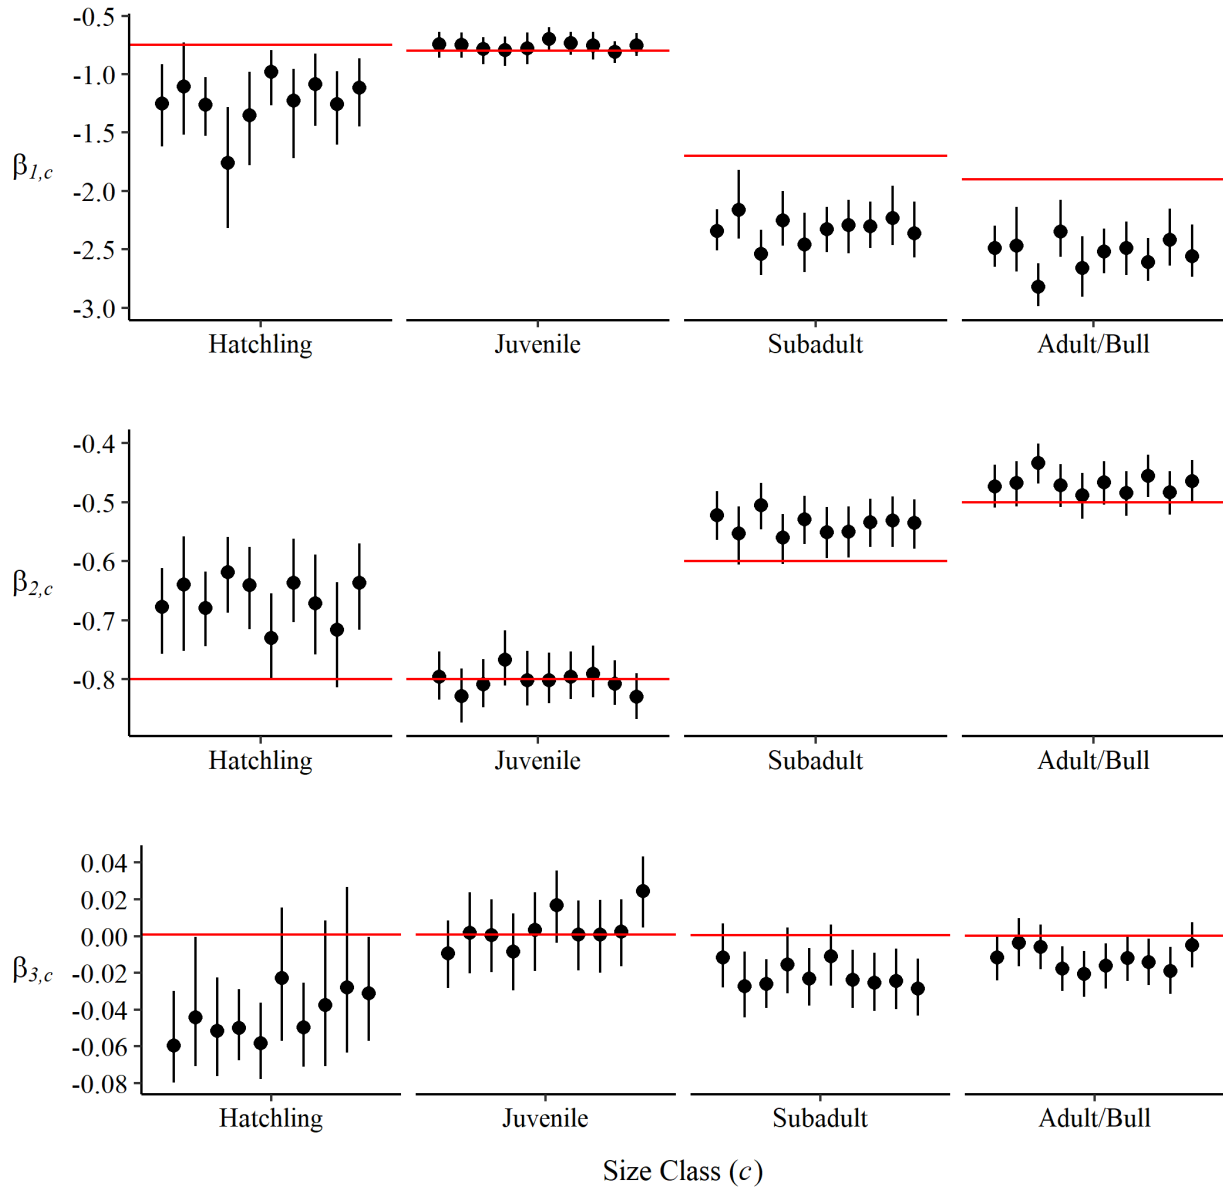 -0.5
-1.0
-1.5
-2.0
-2.5
-3.0
β1,c
Hatchling Juvenile Subadult Adult/Bull
-0.4
-0.5
-0.6
-0.7
-0.8
β2,c
Hatchling Juvenile Subadult Adult/Bull
0.04
0.02
0.00
-0.02
-0.04
-0.06
-0.08
β3,c
Hatchling Juvenile Subadult Adult/Bull
Size Class (c)